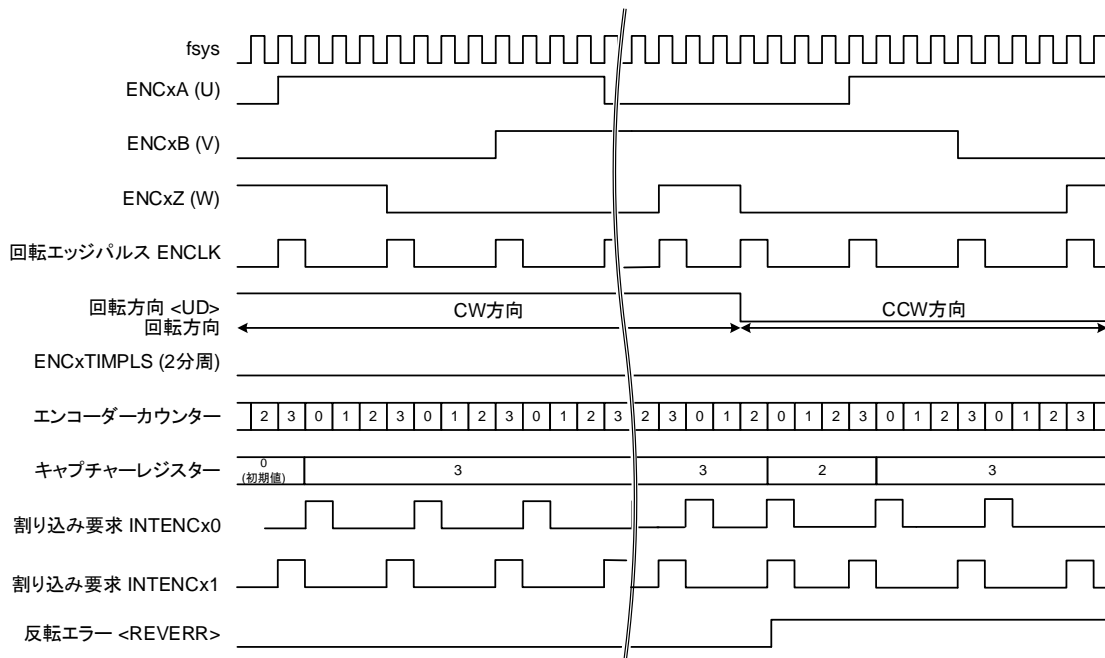 fsys
ENCxA (U)
ENCxB (V)
ENCxZ (W)
回転エッジパルス ENCLK
回転方向 <UD>
回転方向
CW方向
CCW方向
ENCxTIMPLS (2分周)
エンコーダーカウンター
2 3 0 1 2 3 0 1 2 3 0 1 2 3 2 3 0 1 2 0 1 2 3 0 1 2 3 0 1 2 3
キャプチャーレジスター
0
(初期値)
3 3 2 3
割り込み要求 INTENCx0
割り込み要求 INTENCx1
反転エラー <REVERR>